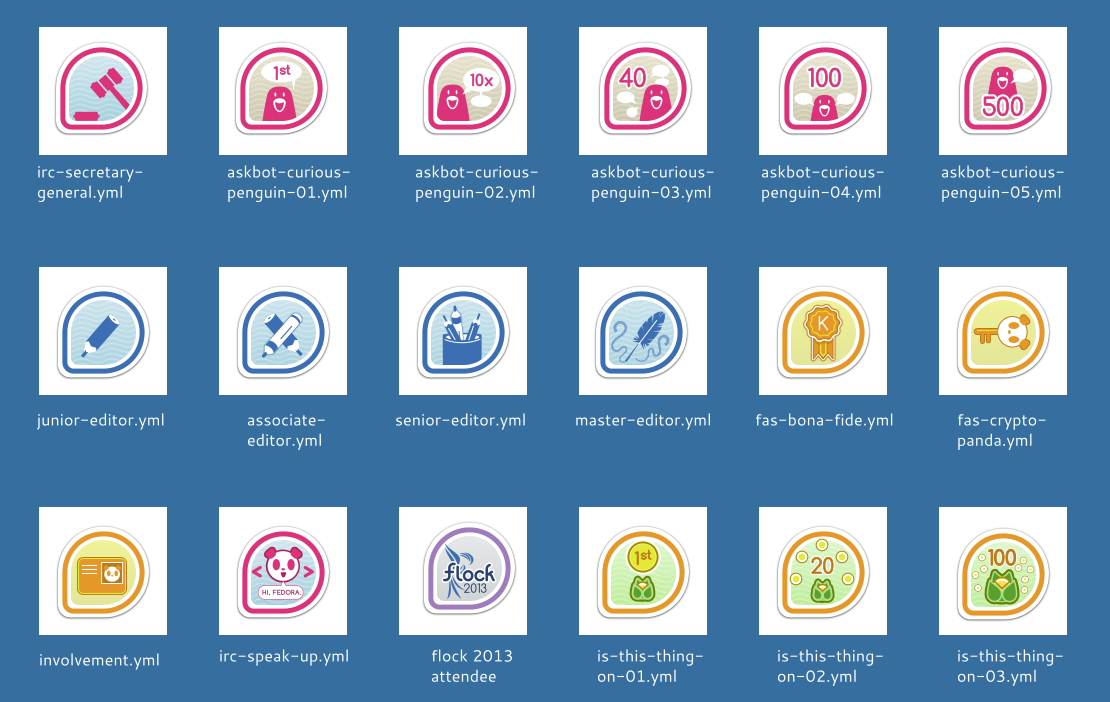 1st
10x
40
100
500
irc-secretary-
general.yml
askbot-curious-
penguin-01.yml
askbot-curious-
penguin-02.yml
askbot-curious-
penguin-03.yml
askbot-curious-
penguin-04.yml
askbot-curious-
penguin-05.yml
K
junior-editor.yml
associate-
editor.yml
senior-editor.yml
master-editor.yml
fas-bona-fide.yml
fas-crypto-
panda.yml
< >
HI, FEDORA.
flock
2013
1st
20
100
involvement.yml
irc-speak-up.yml
flock 2013
attendee
is-this-thing-
on-01.yml
is-this-thing-
on-02.yml
is-this-thing-
on-03.yml